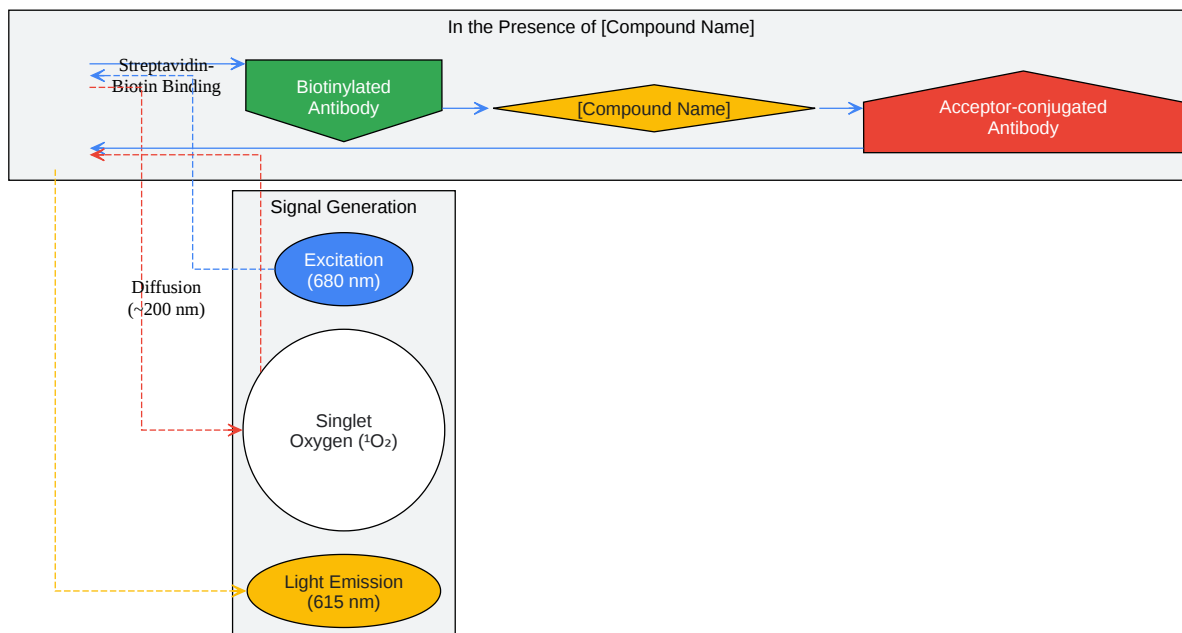 In the Presence of [Compound Name]
Streptavidin-
Biotin Binding
Biotinylated
Antibody
[Compound Name]
Acceptor-conjugated
Antibody
Signal Generation
Excitation
(680 nm)
Diffusion
(~200 nm)
Singlet
Oxygen (¹O₂)
Light Emission
(615 nm)